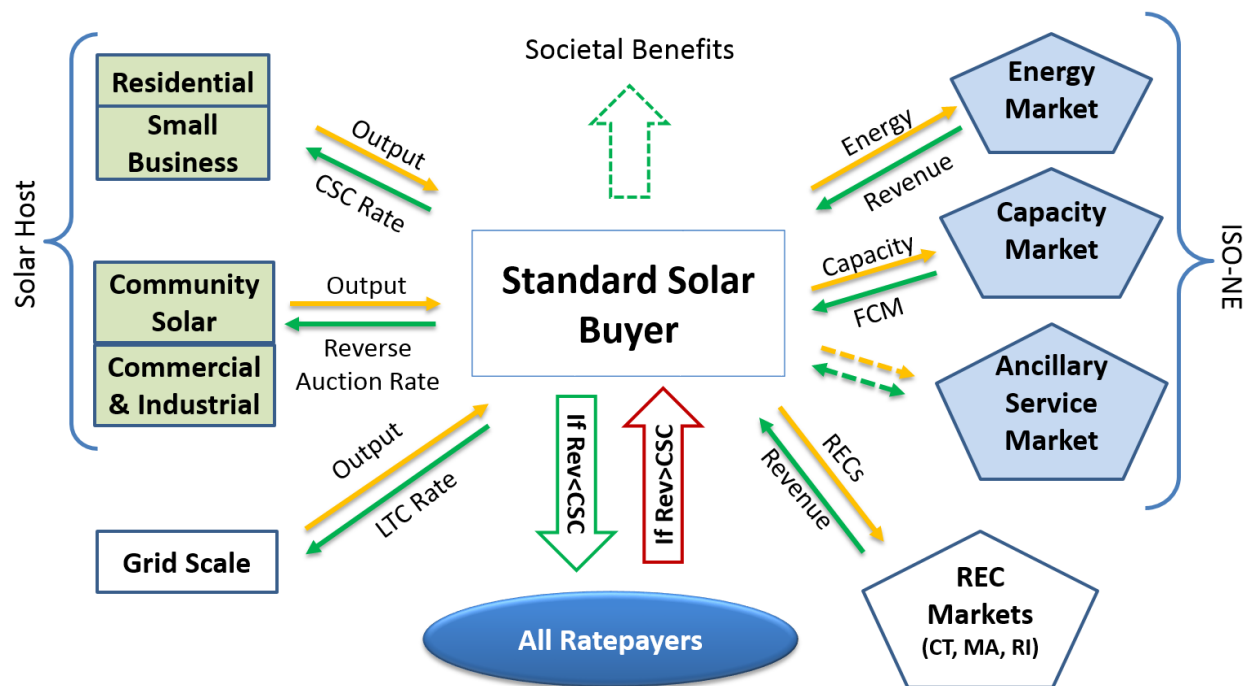 Societal Benefits
Solar Host
Residential
Small
Business
Output
CSC Rate
Community
Solar
Commercial
& Industrial
Output
Reverse
Auction Rate
Grid Scale
Output
LTC Rate
Standard Solar
Buyer
If Rev<CSC
If Rev>CSC
All Ratepayers
Energy
Revenue
Energy
Market
Capacity
FCM
Capacity
Market
Ancillary
Service
Market
ISO-NE
RECs
Revenue
REC
Markets
(CT, MA, RI)